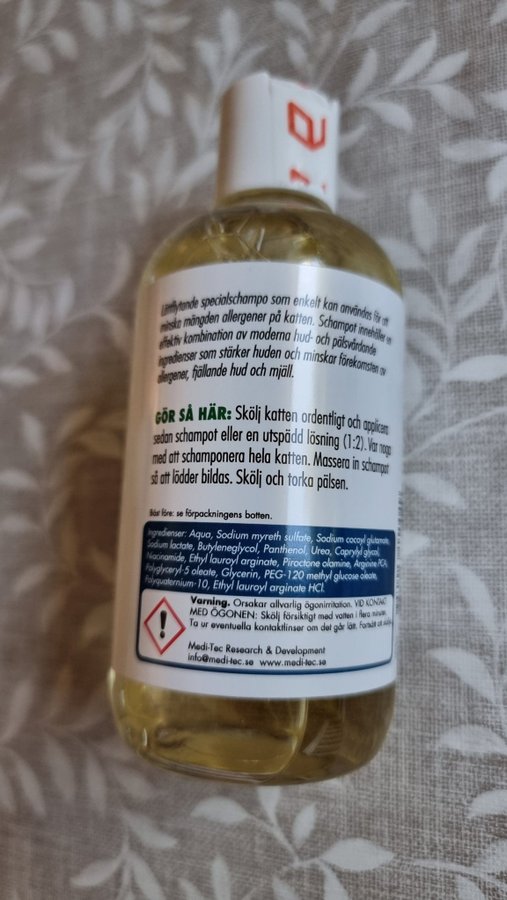 e
Lättflytande specialschampo som enkelt kan användas för att
minska mängden allergener på katten. Schampot innehåller en
effektiv kombination av moderna hud- och pälsvårdande
ingredienser som stärker huden och minskar förekomsten av
allergener, fjällande hud och mjäll.
GÖR SÅ HÄR: Skölj katten ordentligt och applicera
sedan schampot eller en utspädd lösning (1:2). Var noga
med att schamponera hela katten. Massera in schampot
så att lödder bildas. Skölj och torka pälsen.
Bäst före: se förpackningens botten.
Ingredienser: Aqua, Sodium myreth sulfate, Sodium cocoyl glutamate,
Sodium lactate, Butyleneglycol, Panthenol, Urea, Caprylyl glycol,
Niacinamide, Ethyl lauroyl arginate, Piroctone olamine, Arginine PCA,
Polyglyceryl-5 oleate, Glycerin, PEG-120 methyl glucose oleate,
Polyquaternium-10, Ethyl lauroyl arginate HCl.
Varning. Orsakar allvarlig ögonirritation. VID KONTAKT
MED ÖGONEN: Skölj försiktigt med vatten i flera minuter.
Ta ur eventuella kontaktlinser om det går lätt. Fortsätt att
Medi-Tec Research & Development
info@medi-tec.se www.medi-tec.se